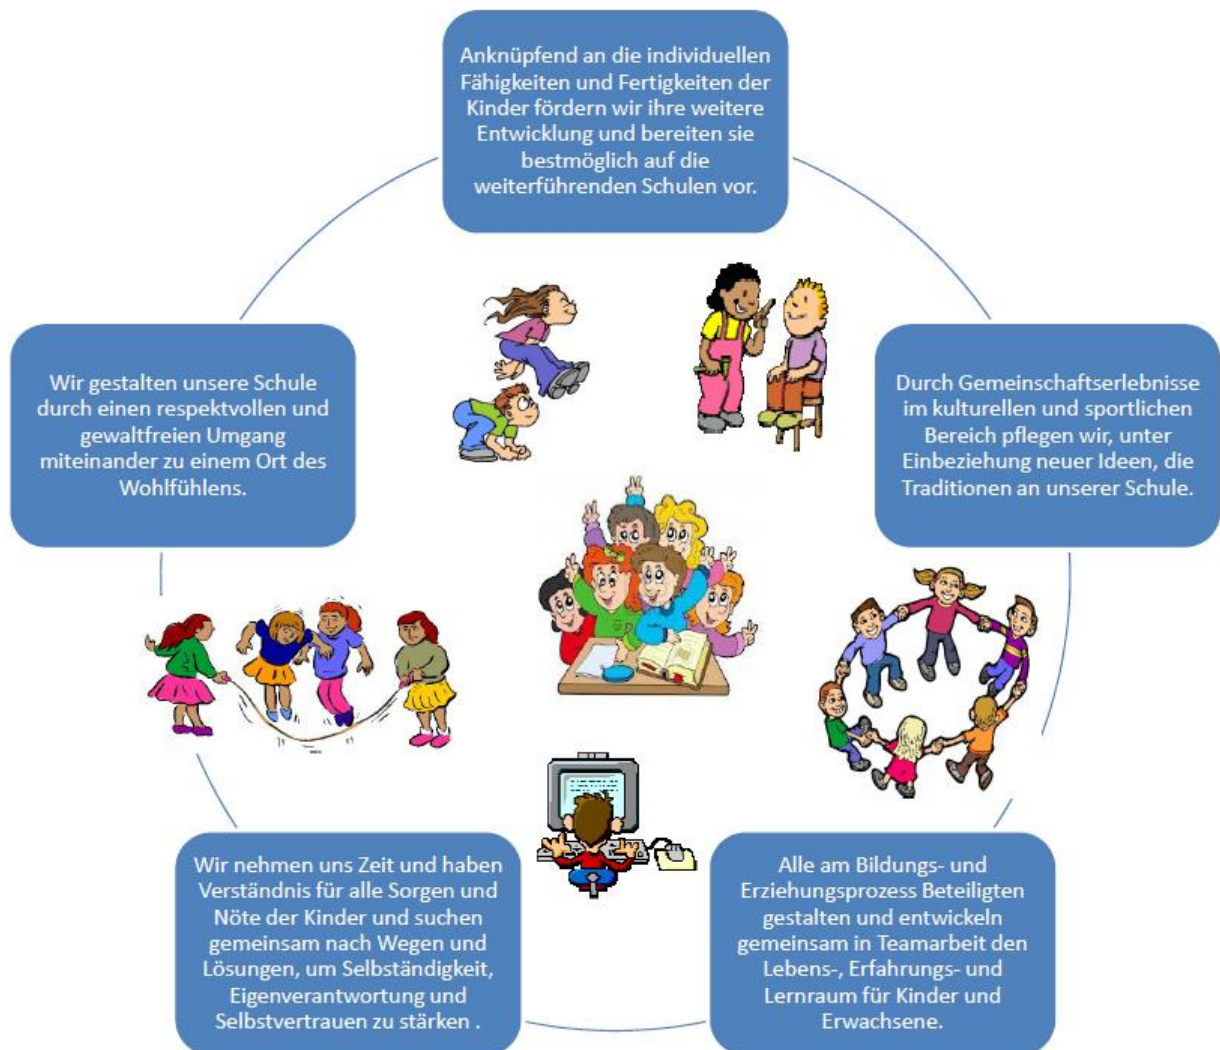 Anknüpfend an die individuellen
Fähigkeiten und Fertigkeiten der
Kinder fördern wir ihre weitere
Entwicklung und bereiten sie
bestmöglich auf die
weiterführenden Schulen vor.
Wir gestalten unsere Schule
durch einen respektvollen und
gewaltfreien Umgang
miteinander zu einem Ort des
Wohlfühlens.
Durch Gemeinschaftserlebnisse
im kulturellen und sportlichen
Bereich pflegen wir, unter
Einbeziehung neuer Ideen, die
Traditionen an unserer Schule.
Wir nehmen uns Zeit und haben
Verständnis für alle Sorgen und
Nöte der Kinder und suchen
gemeinsam nach Wegen und
Lösungen, um Selbständigkeit,
Eigenverantwortung und
Selbstvertrauen zu stärken .
Alle am Bildungs- und
Erziehungsprozess Beteiligten
gestalten und entwickeln
gemeinsam in Teamarbeit den
Lebens-, Erfahrungs- und
Lernraum für Kinder und
Erwachsene.